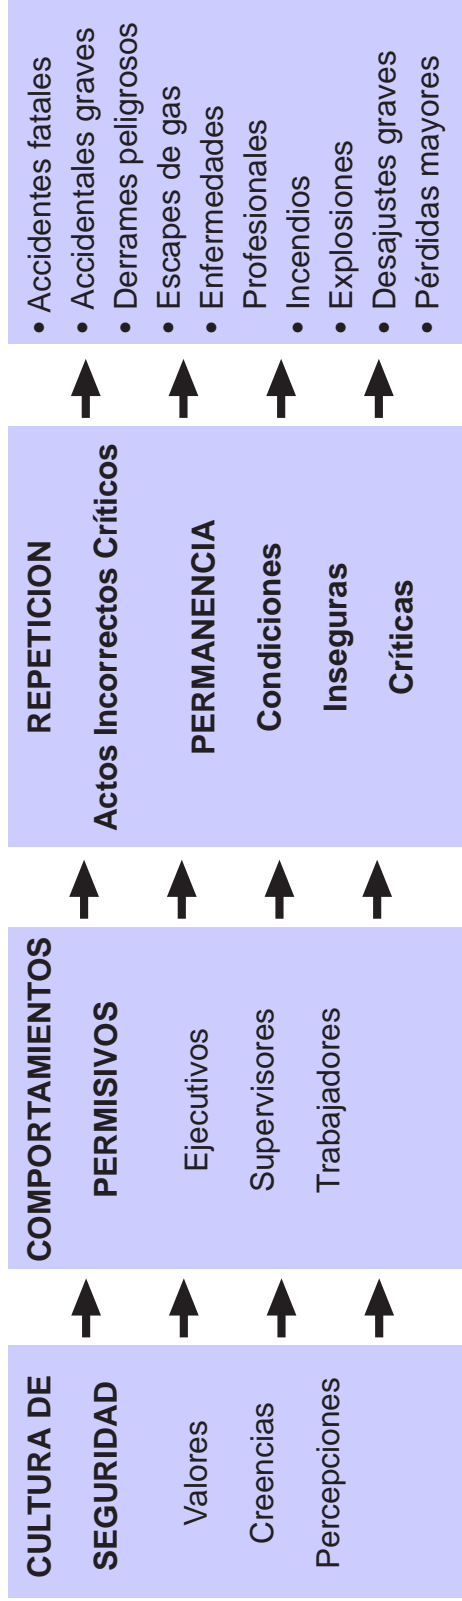 CULTURA DE
SEGURIDAD
Valores
Creencias
Percepciones
COMPORTAMIENTOS
PERMISIVOS
Ejecutivos
Supervisores
Trabajadores
REPETICION
Actos Incorrectos Críticos
PERMANENCIA
Condiciones
Inseguras
Críticas
• Accidentes fatales
• Accidentales graves
• Derrames peligrosos
• Escapes de gas
• Enfermedades
Profesionales
• Incendios
• Explosiones
• Desajustes graves
• Pérdidas mayores